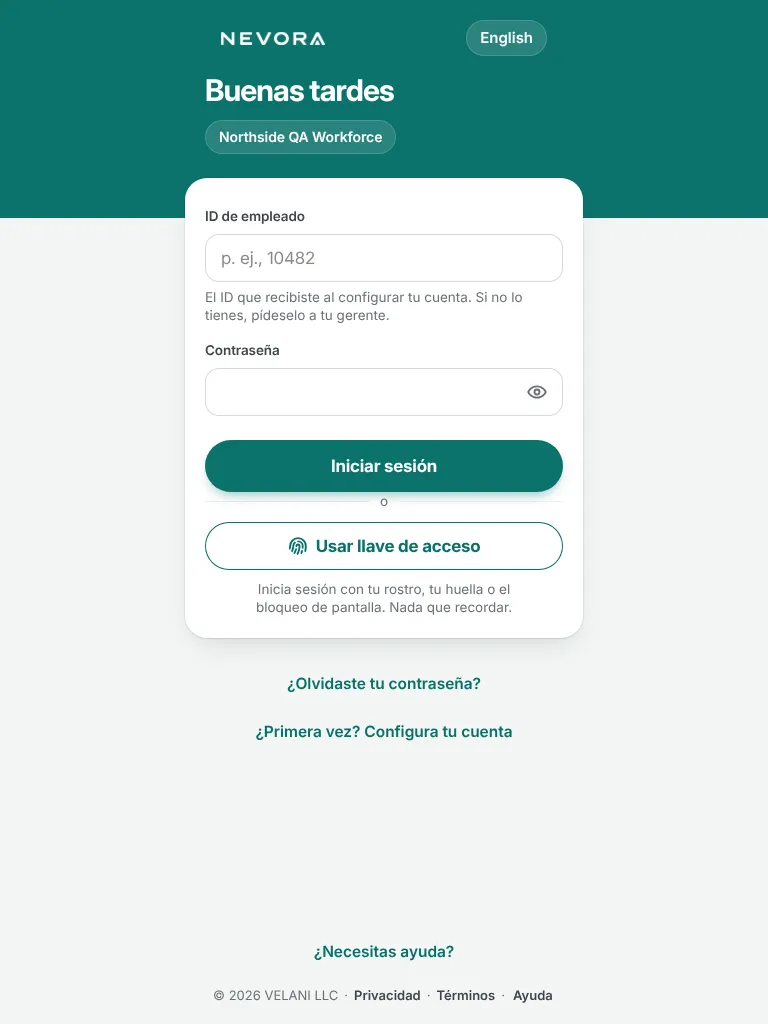 NEVORA
English
Buenas tardes
Northside QA Workforce
ID de empleado
p. ej., 10482
El ID que recibiste al configurar tu cuenta. Si no lo
tienes, pídeselo a tu gerente.
Contraseña
Iniciar sesión
o
Usar llave de acceso
Inicia sesión con tu rostro, tu huella o el
bloqueo de pantalla. Nada que recordar.
¿Olvidaste tu contraseña?
¿Primera vez? Configura tu cuenta
¿Necesitas ayuda?
© 2026 VELANI LLC · Privacidad · Términos · Ayuda